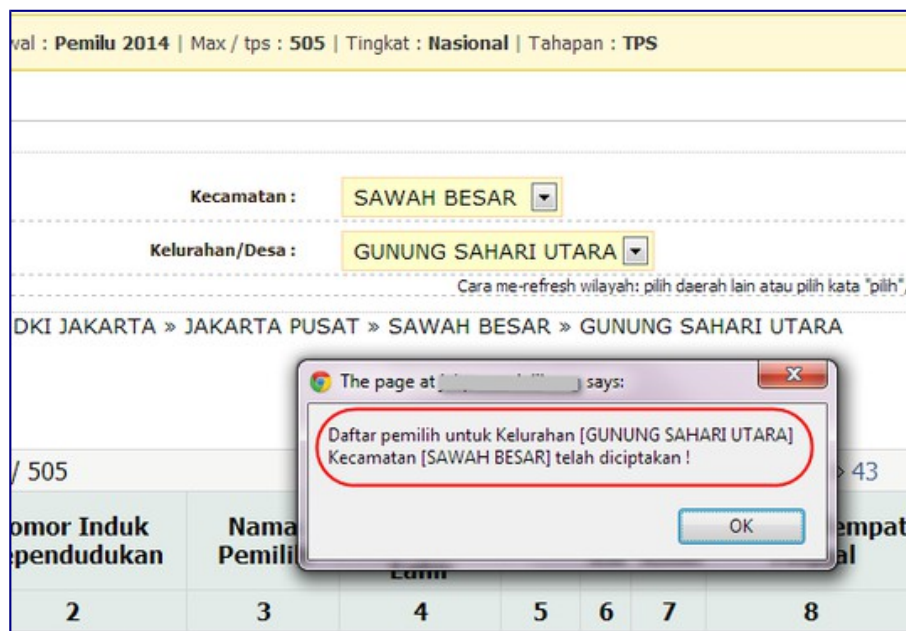 wal : Pemilu 2014 | Max / tps : 505 | Tingkat : Nasional | Tahapan : TPS
Kecamatan :
SAWAH BESAR
Kelurahan/Desa :
GUNUNG SAHARI UTARA
Cara me-refresh wilayah: pilih daerah lain atau pilih kata "pilih",
DKI JAKARTA » JAKARTA PUSAT » SAWAH BESAR » GUNUNG SAHARI UTARA
The page at says:
Daftar pemilih untuk Kelurahan [GUNUNG SAHARI UTARA]
Kecamatan [SAWAH BESAR] telah diciptakan !
OK
/ 505
43
omor Induk
ependudukan
Nama
Pemili
Lahir
empat
al
2 3 4 5 6 7 8